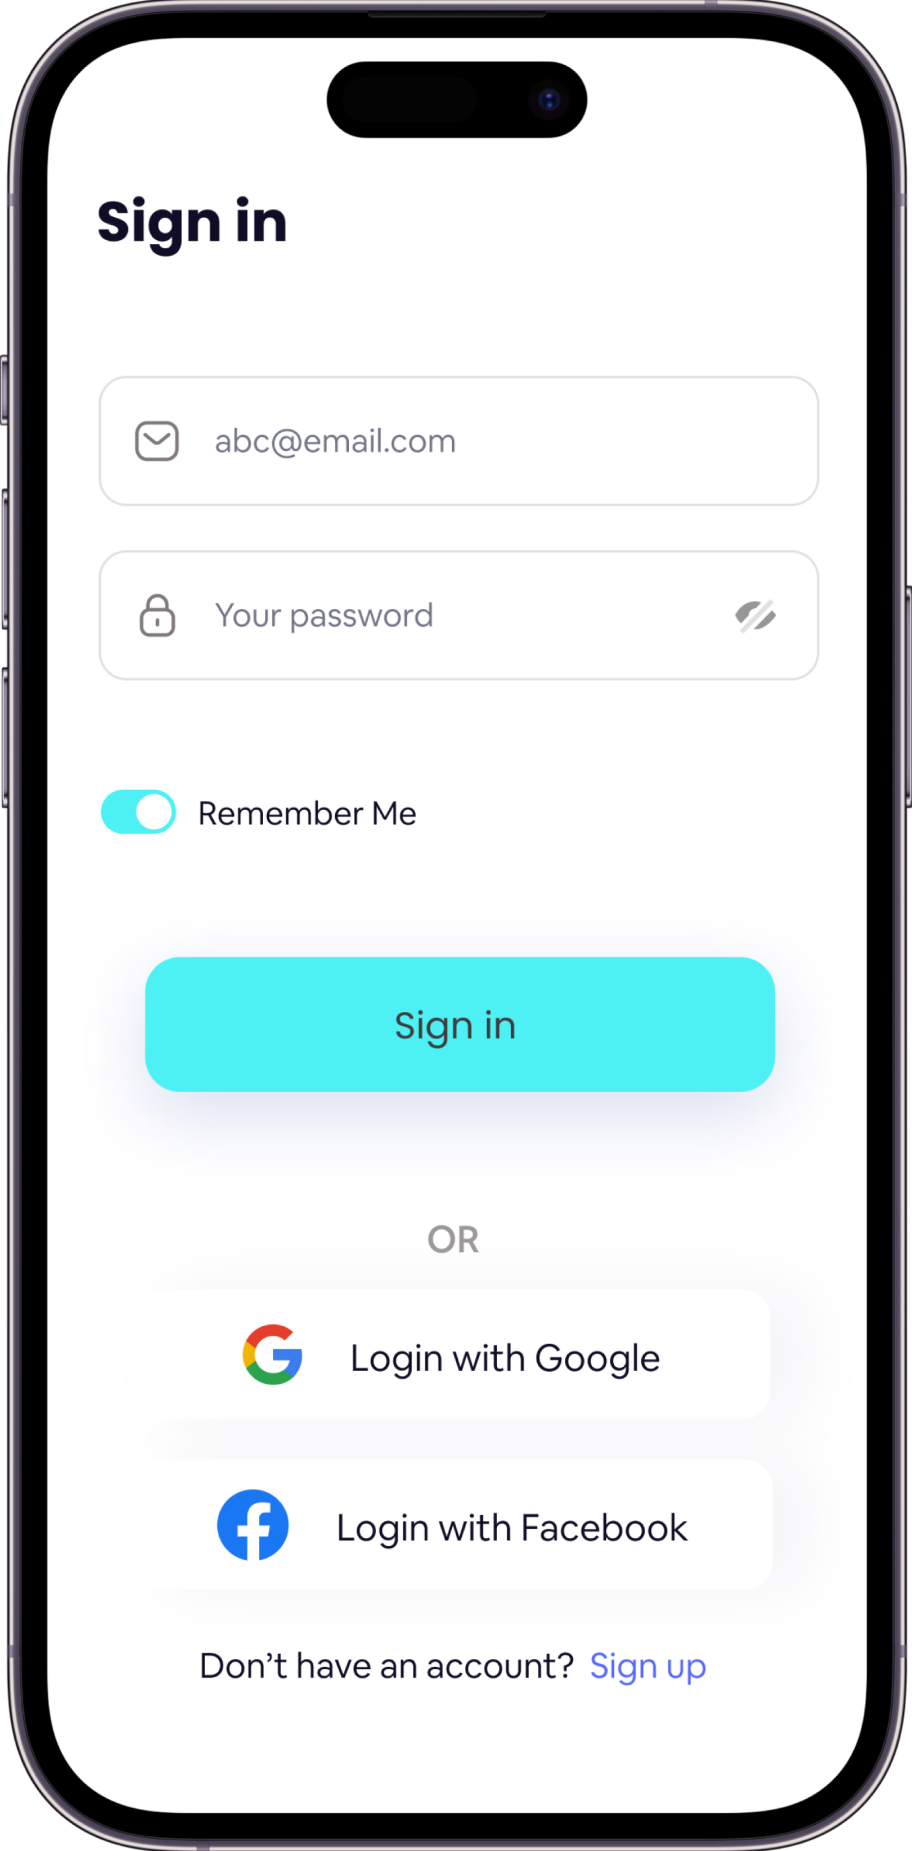 Sign in
abc@email.com
Your password
Remember Me
Sign in
OR
Login with Google
Login with Facebook
Don’t have an account? Sign up